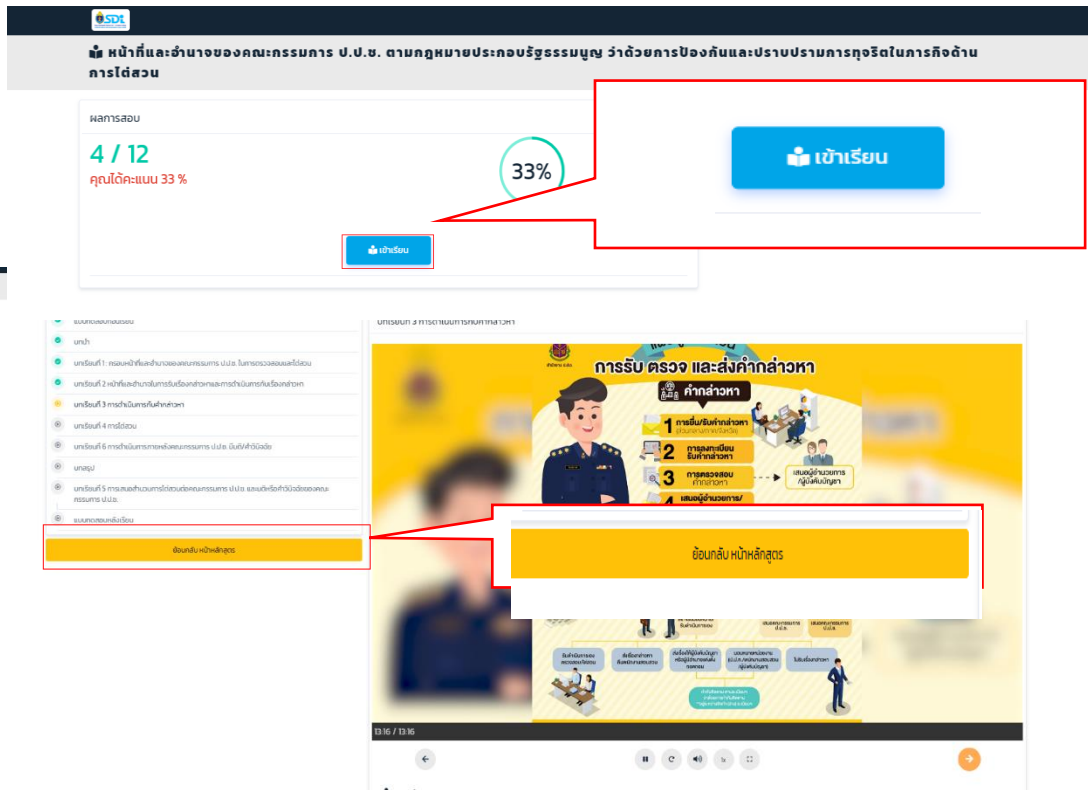 SDI
หน้าที่และอำนาจของคณะกรรมการ ป.ป.ช. ตามกฎหมายประกอบรัฐธรรมนูญ ว่าด้วยการป้องกันและปราบปรามการทุจริตในภารกิจด้าน
การไต่สวน
ผลการสอบ
4 / 12
คุณได้คะแนน 33 %
33%
เข้าเรียน
เข้าเรียน
แบบทดสอบก่อนเรียน
บทนำ
บทเรียนที่ 1 : กรอบหน้าที่และอำนาจของคณะกรรมการ ป.ป.ช. ในการตรวจสอบและไต่สวน
บทเรียนที่ 2 หน้าที่และอำนาจในการรับเรื่องกล่าวหาและการดำเนินการกับเรื่องกล่าวหา
บทเรียนที่ 3 การดำเนินการกับคำกล่าวหา
บทเรียนที่ 4 การไต่สวน
บทเรียนที่ 6 การดำเนินการภายหลังคณะกรรมการ ป.ป.ช. มีมติ/คำวินิจฉัย
บทสรุป
บทเรียนที่ 5 การเสนอสำนวนการไต่สวนต่อคณะกรรมการ ป.ป.ช. และมติหรือคำวินิจฉัยของคณะ
กรรมการ ป.ป.ช.
แบบทดสอบหลังเรียน
ย้อนกลับ หน้าหลักสูตร
บทเรียนที่ 3 การดำเนินการกับคำกล่าวหา
การรับ ตรวจ และส่งคำกล่าวหา
คำกล่าวหา
1 การยื่น/รับคำกล่าวหา
2 การลงทะเบียน
รับคำกล่าวหา
3 การตรวจสอบ
คำกล่าวหา
เสนอผู้อำนวยการ
/ผู้บังคับบัญชา
4 เสนอผู้อำนวยการ/
ย้อนกลับ หน้าหลักสูตร
ไม่รับเรื่องกล่าวหา
13:16 / 13:16
1x